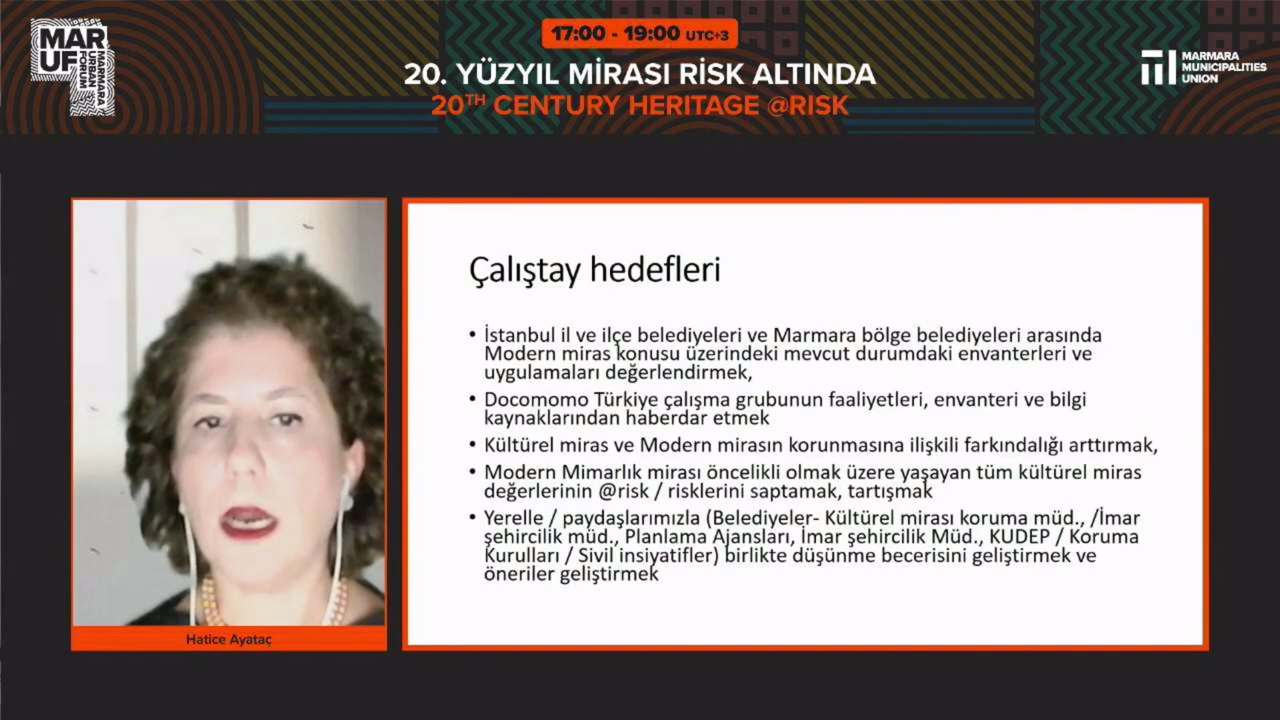 MAR
UF
MARMARA
URBAN
FORUM
17:00 - 19:00 UTC+3
20. YÜZYIL MİRASI RİSK ALTINDA
20TH CENTURY HERITAGE @RISK
MARMARA
MUNICIPALITIES
UNION
Hatice Ayataç
Çalıştay hedefleri
• İstanbul il ve ilçe belediyeleri ve Marmara bölge belediyeleri arasında
Modern miras konusu üzerindeki mevcut durumdaki envanterleri ve
uygulamaları değerlendirmek,
• Docomomo Türkiye çalışma grubunun faaliyetleri, envanteri ve bilgi
kaynaklarından haberdar etmek
• Kültürel miras ve Modern mirasın korunmasına ilişkili farkındalığı arttırmak,
• Modern Mimarlık mirası öncelikli olmak üzere yaşayan tüm kültürel miras
değerlerinin @risk / risklerini saptamak, tartışmak
• Yerelle / paydaşlarımızla (Belediyeler- Kültürel mirası koruma müd., /İmar
şehircilik müd., Planlama Ajansları, İmar şehircilik Müd., KUDEP / Koruma
Kurulları / Sivil insiyatifler) birlikte düşünme becerisini geliştirmek ve
öneriler geliştirmek